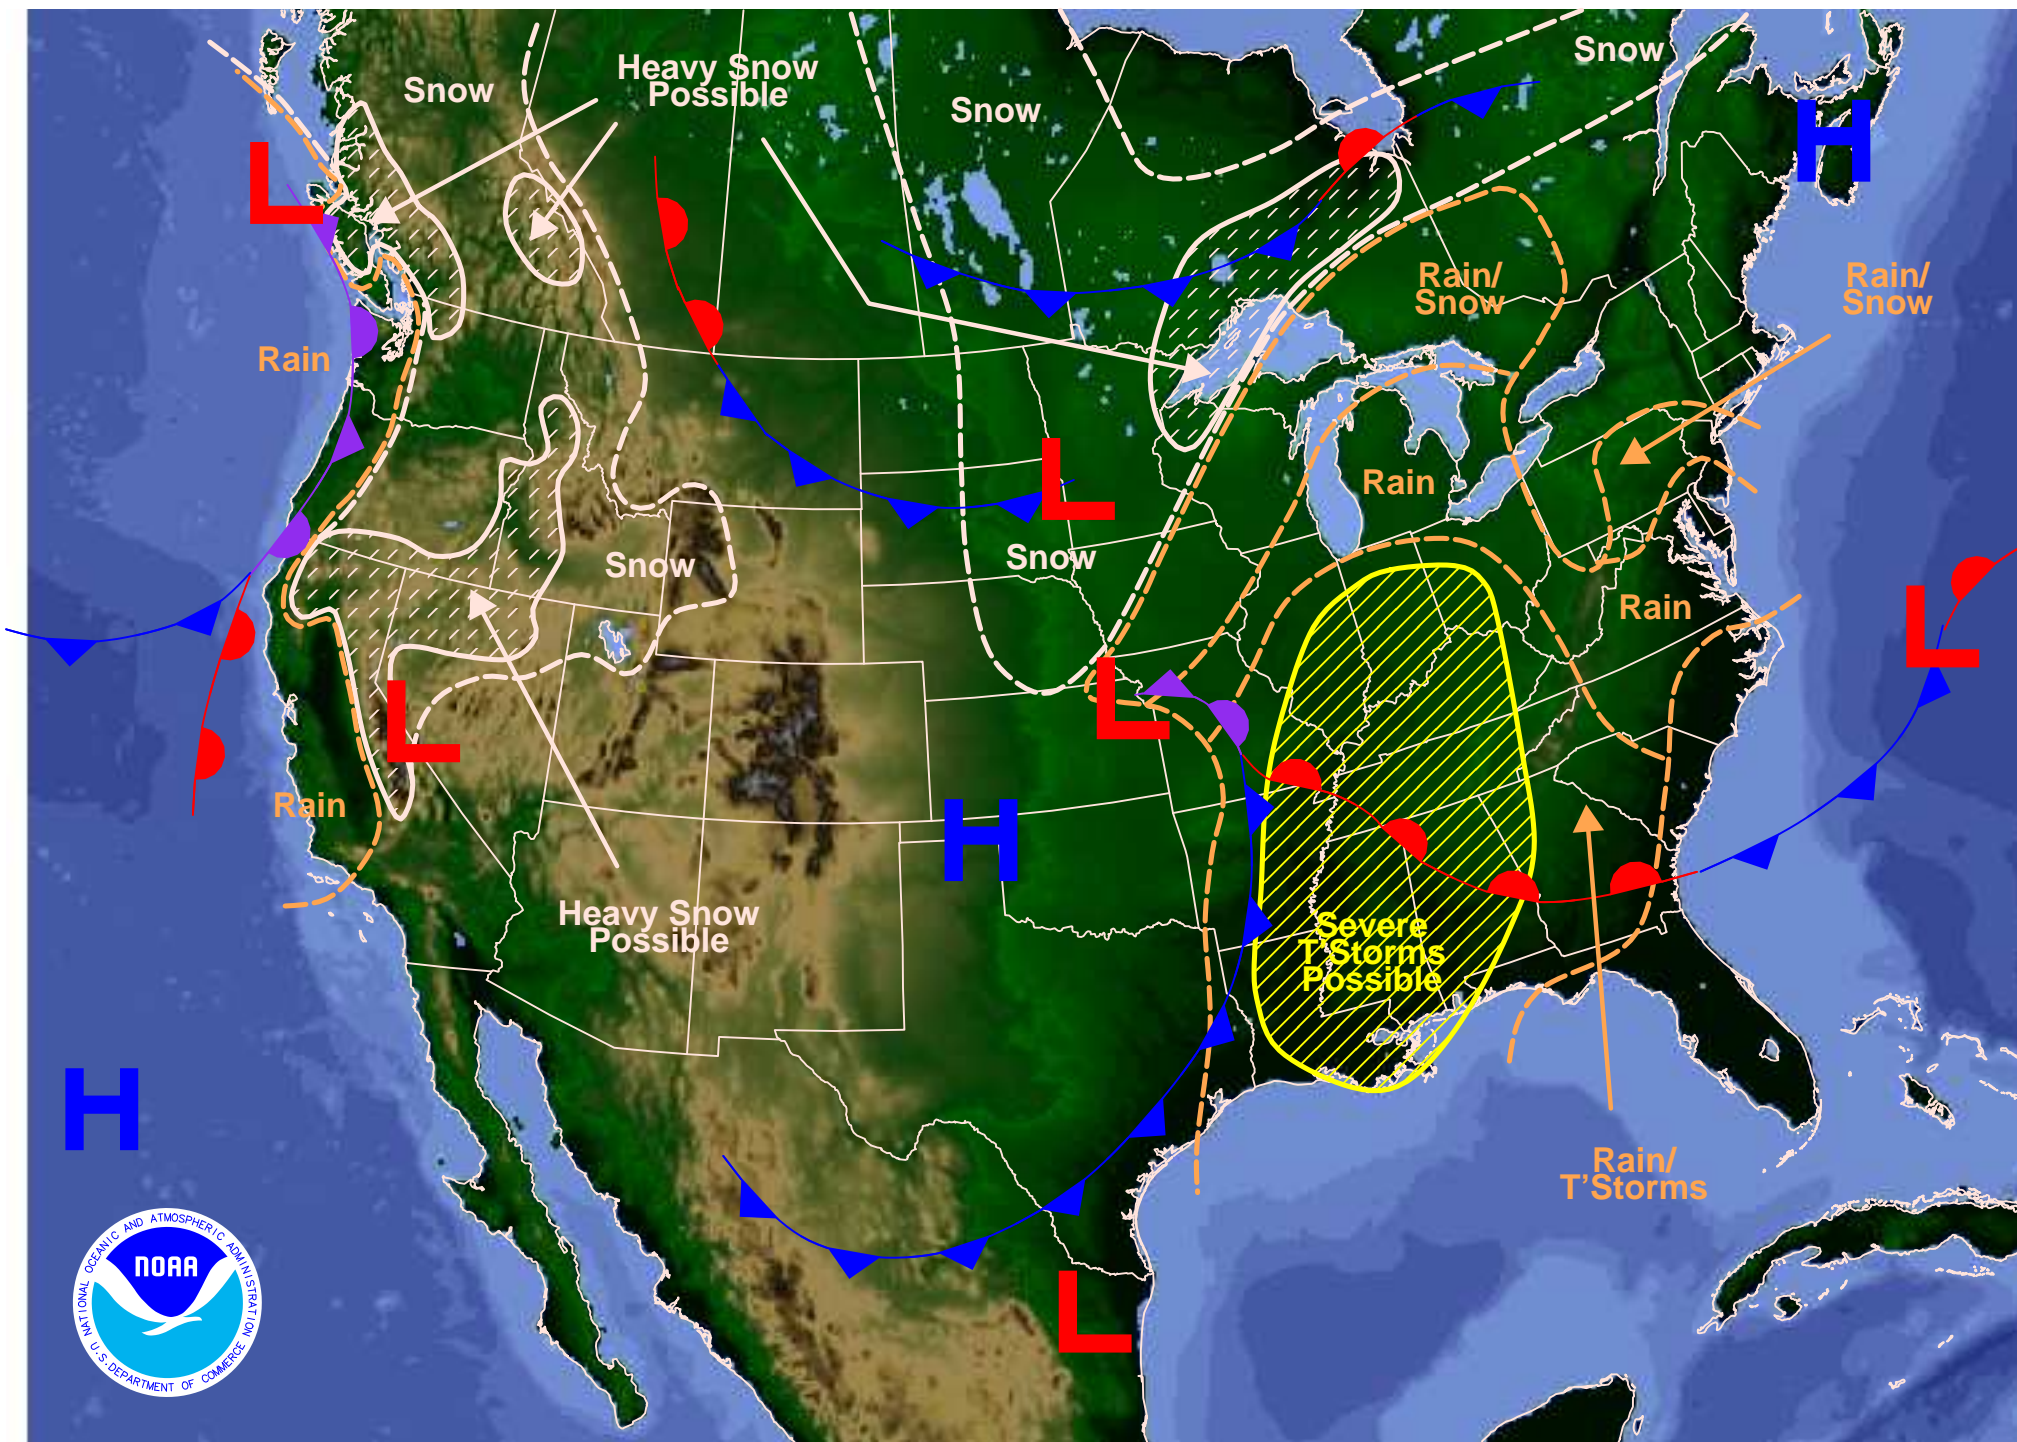 Snow
Heavy Snow
Possible
Snow
Snow
H
L
Rain/
Snow
Rain/
Snow
Rain
L
Rain
Snow
Snow
Rain
L
L
L
Rain
H
Heavy Snow
Possible
Severe
T'Storms
Possible
H
Rain/
T'Storms
L
NOAA
NATIONAL OCEANIC AND ATMOSPHERIC ADMINISTRATION
U.S. DEPARTMENT OF COMMERCE